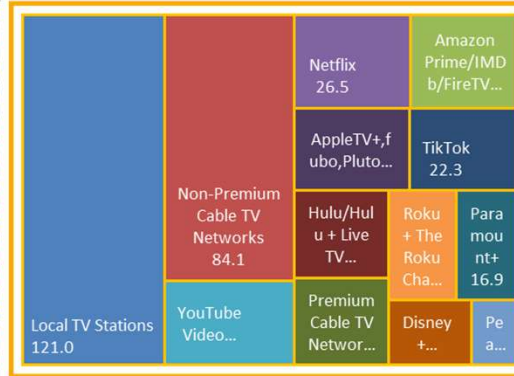 Local TV Stations
121.0
Non-Premium
Cable TV
Networks
84.1
YouTube
Video...
Netflix
26.5
Amazon
Prime/IMD
b/FireTV...
AppleTV+,f
ubo,Pluto...
TikTok
22.3
Hulu/Hul
u + Live
TV...
Roku
+ The
Roku
Cha...
Para
mount+
16.9
Premium
Cable TV
Networ...
Disney
+...
Pe
a...